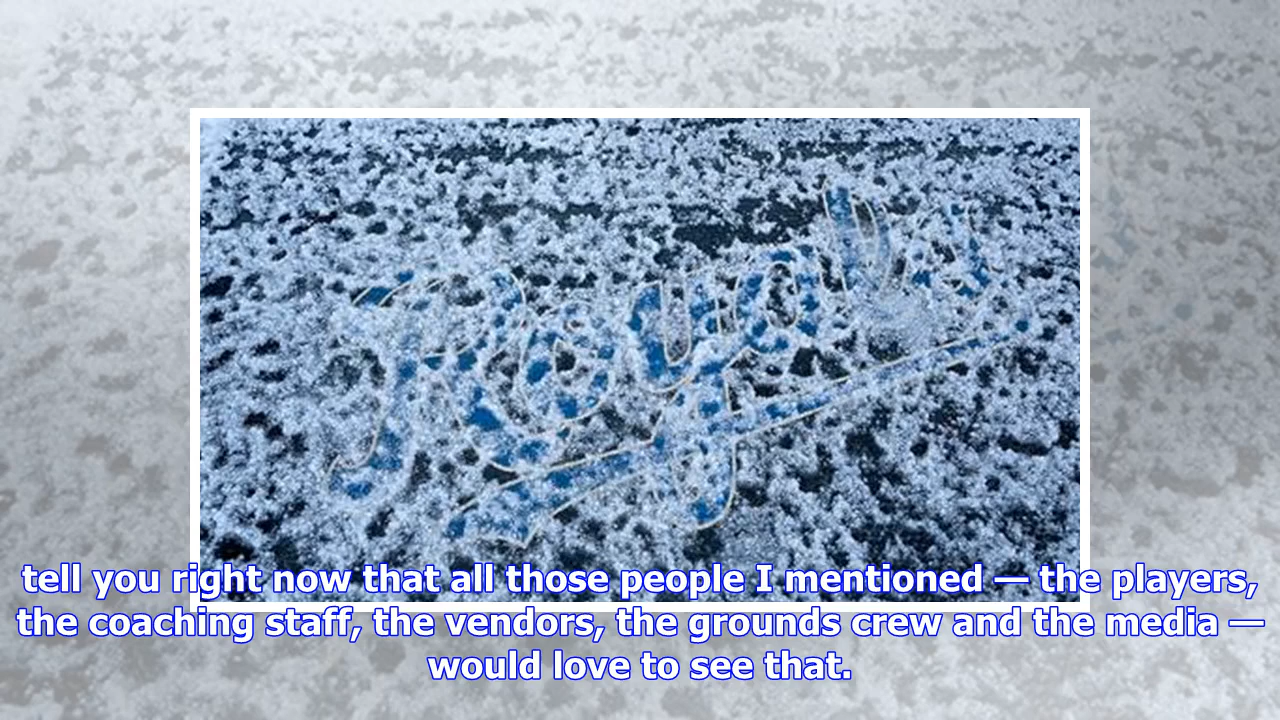 Royals
tell you right now that all those people I mentioned — the players,
the coaching staff, the vendors, the grounds crew and the media —
would love to see that.